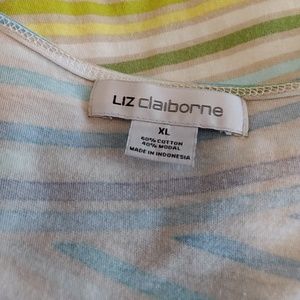 LIZ claiborne
XL
60% COTTON
40% MODAL
MADE IN INDONESIA